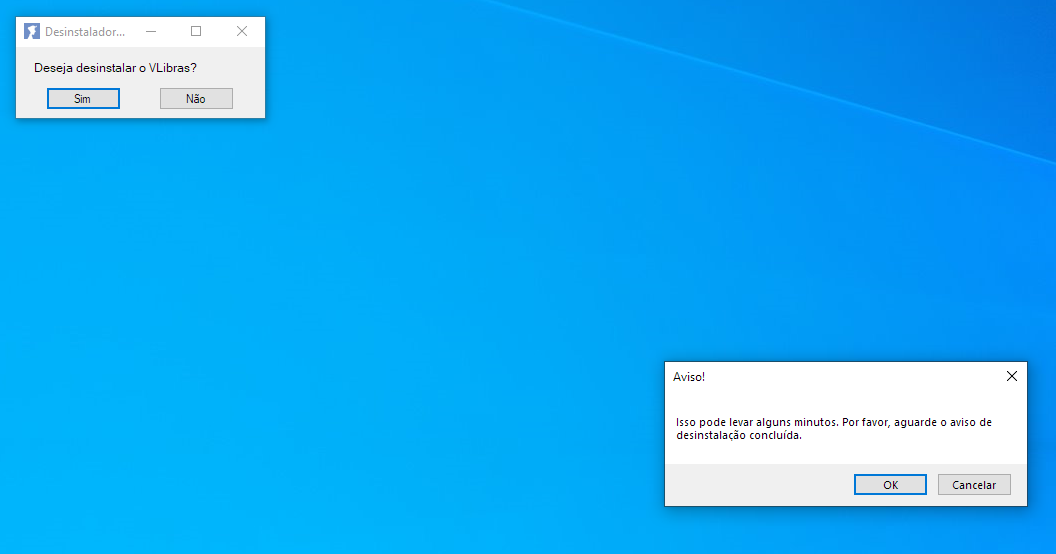 Desinstalador...
Deseja desinstalar o VLibras?
Sim
Não
Aviso!
Isso pode levar alguns minutos. Por favor, aguarde o aviso de
desinstalação concluída.
OK
Cancelar